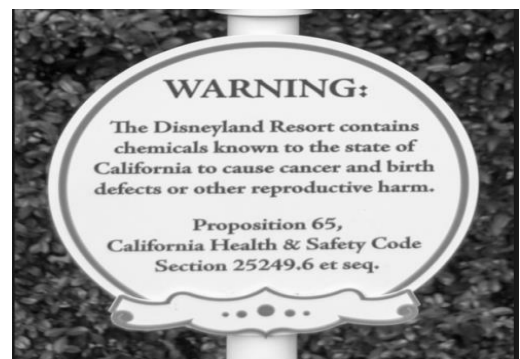 WARNING:
The Disneyland Resort contains
chemicals known to the state of
California to cause cancer and birth
defects or other reproductive harm.
Proposition 65,
California Health & Safety Code
Section 25249.6 et seq.